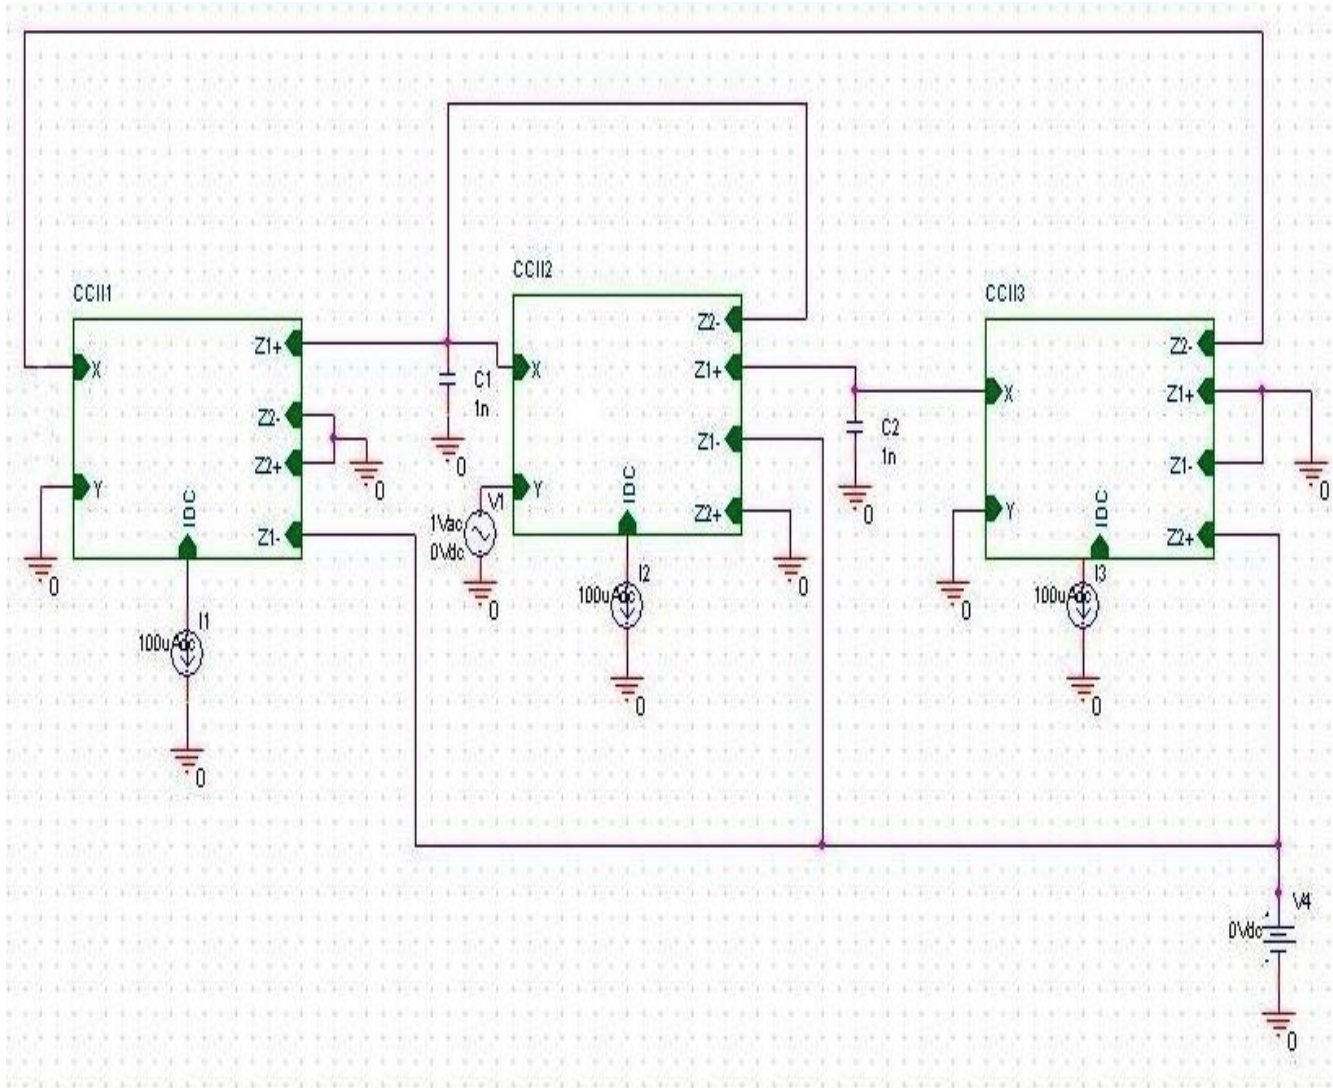 CCII2
CCII1
CCII3
Z1+
X
Z2-
Z2+
Y
IDC
Z1-
0
0
I1
100uAdc
0
C1
1n
0
V1
1Vac
0Vdc
0
Z2-
X
Z1+
Z1-
Y
IDC
Z2+
0
I2
100uAdc
0
C2
1n
0
Z2-
X
Z1+
Z1-
Y
IDC
Z2+
0
0
I3
100uAdc
0
V4
0Vdc
0